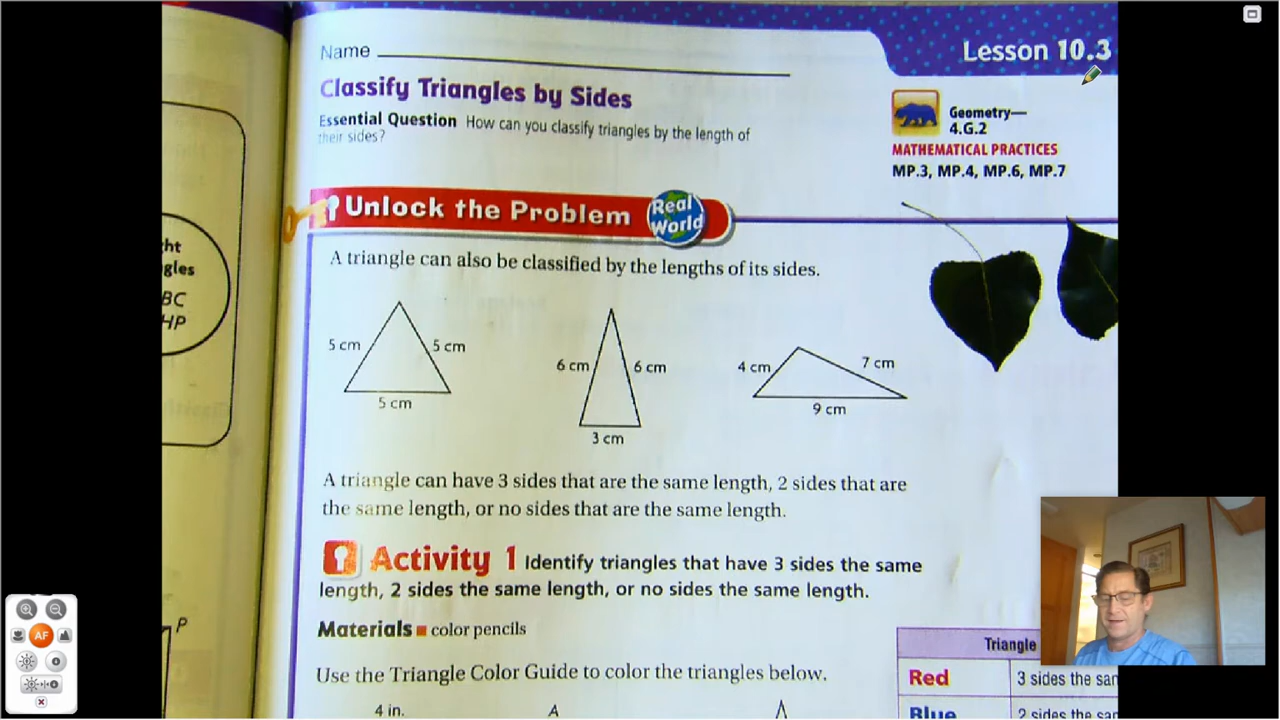 Name
Lesson 10.3
Classify Triangles by Sides
Essential Question How can you classify triangles by the length of
their sides?
Geometry—
4.G.2
MATHEMATICAL PRACTICES
MP.3, MP.4, MP.6, MP.7
Unlock the Problem
Real
World
A triangle can also be classified by the lengths of its sides.
5 cm
5 cm
5 cm
6 cm
6 cm
3 cm
4 cm
7 cm
9 cm
A triangle can have 3 sides that are the same length, 2 sides that are
the same length, or no sides that are the same length.
Activity 1 Identify triangles that have 3 sides the same
length, 2 sides the same length, or no sides the same length.
Materials ■ color pencils
Use the Triangle Color Guide to color the triangles below.
Triangle
Red
3 sides the
Blue
2 sides the
4 in.
BC
HP
P
AF